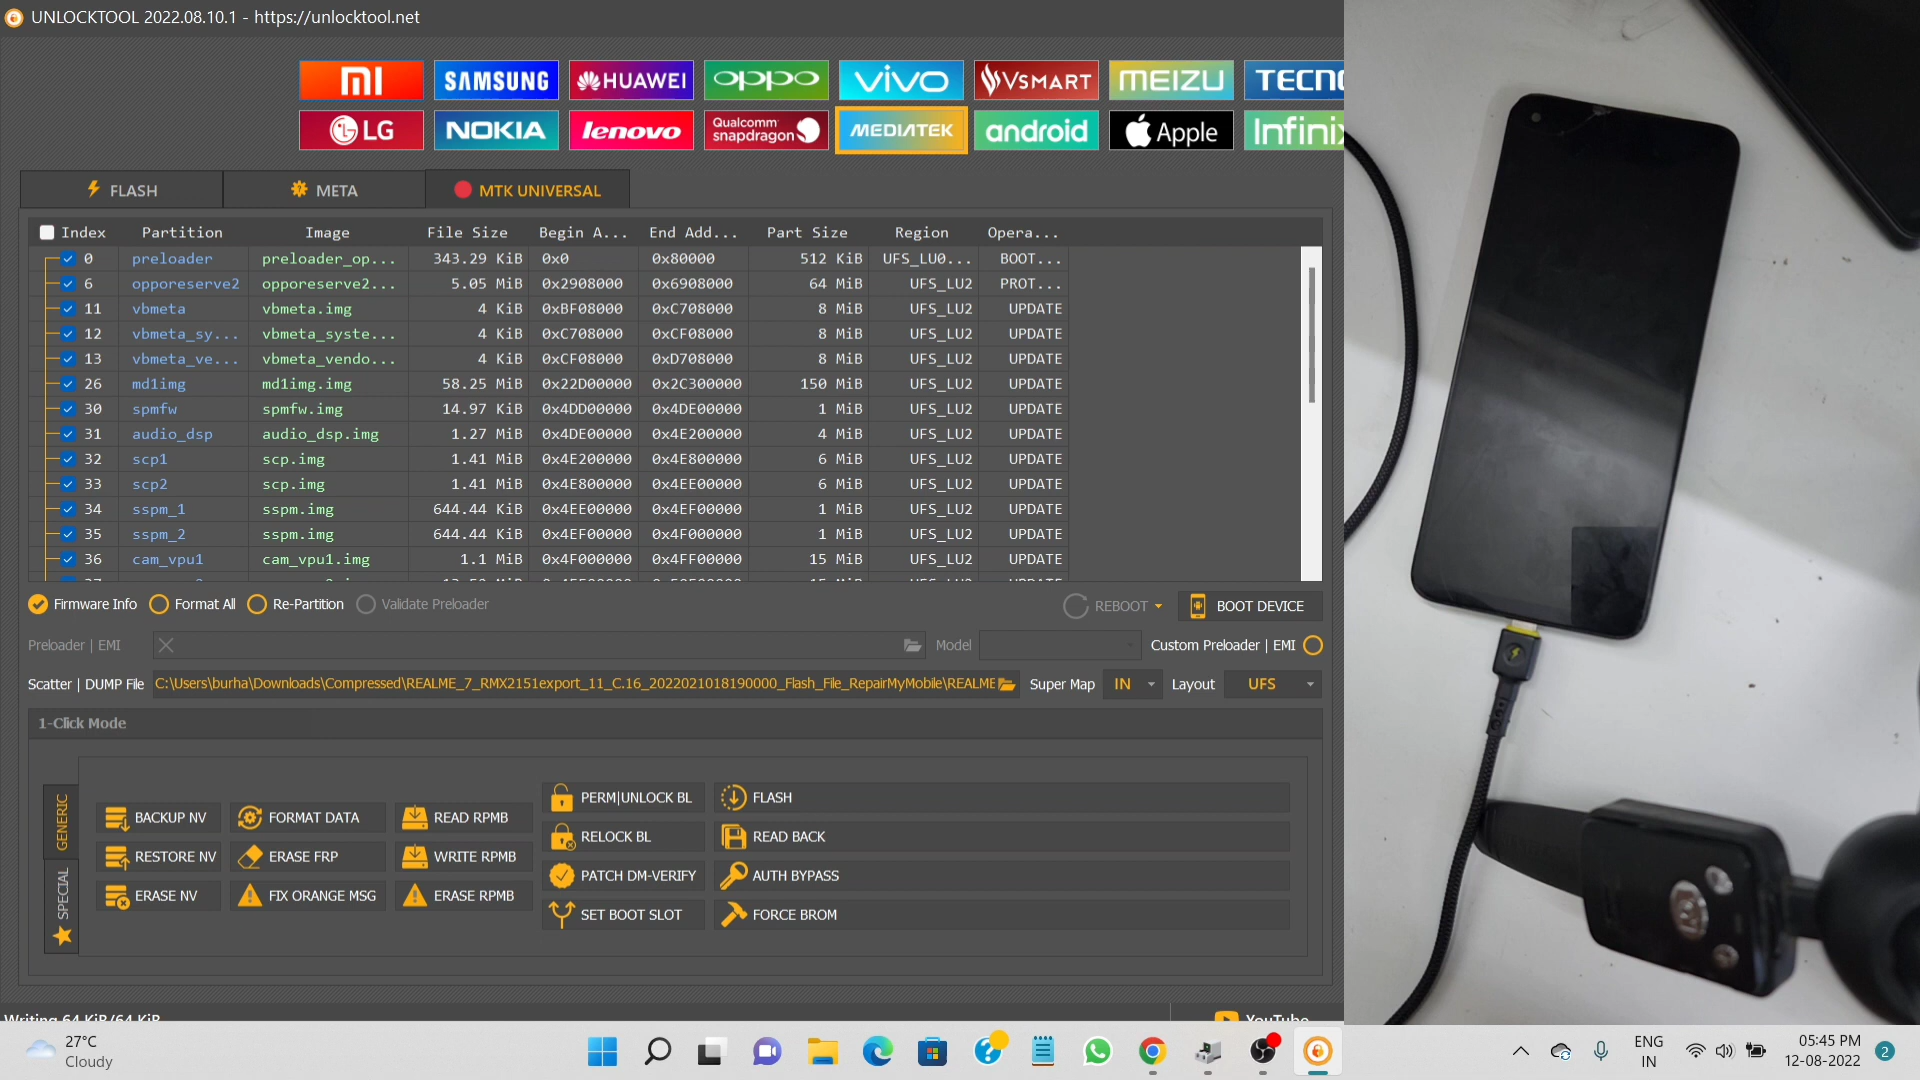 UNLOCKTOOL 2022.08.10.1 - https://unlocktool.net
MI SAMSUNG HUAWEI OPPO VIVO VSMART MEIZU TECNO
LG NOKIA lenovo Qualcomm snapdragon MEDIATEK android Apple Infinix
FLASH META MTK UNIVERSAL
Index Partition Image File Size Begin A... End Add... Part Size Region Opera...
0 preloader preloader_op... 343.29 KiB 0x0 0x80000 512 KiB UFS_LU0... BOOT...
6 opporeserve2 opporeserve2... 5.05 MiB 0x2908000 0x6908000 64 MiB UFS_LU2 PROT...
11 vbmeta vbmeta.img 4 KiB 0xBF08000 0xC708000 8 MiB UFS_LU2 UPDATE
12 vbmeta_sy... vbmeta_syste... 4 KiB 0xC708000 0xCF08000 8 MiB UFS_LU2 UPDATE
13 vbmeta_ve... vbmeta_vendo... 4 KiB 0xCF08000 0xD708000 8 MiB UFS_LU2 UPDATE
26 md1img md1img.img 58.25 MiB 0x22D00000 0x2C300000 150 MiB UFS_LU2 UPDATE
30 spmfw spmfw.img 14.97 KiB 0x4DD00000 0x4DE00000 1 MiB UFS_LU2 UPDATE
31 audio_dsp audio_dsp.img 1.27 MiB 0x4DE00000 0x4E200000 4 MiB UFS_LU2 UPDATE
32 scp1 scp.img 1.41 MiB 0x4E200000 0x4E800000 6 MiB UFS_LU2 UPDATE
33 scp2 scp.img 1.41 MiB 0x4E800000 0x4EE00000 6 MiB UFS_LU2 UPDATE
34 sspm_1 sspm.img 644.44 KiB 0x4EE00000 0x4EF00000 1 MiB UFS_LU2 UPDATE
35 sspm_2 sspm.img 644.44 KiB 0x4EF00000 0x4F000000 1 MiB UFS_LU2 UPDATE
36 cam_vpu1 cam_vpu1.img 1.1 MiB 0x4F000000 0x4FF00000 15 MiB UFS_LU2 UPDATE
Firmware Info Format All Re-Partition Validate Preloader REBOOT BOOT DEVICE
Preloader | EMI Model Custom Preloader | EMI
Scatter | DUMP File C:\Users\burha\Downloads\Compressed\REALME_7_RMX2151export_11_C.16_2022021018190000_Flash_File_RepairMyMobile\REALME Super Map IN Layout UFS
1-Click Mode
GENERIC
SPECIAL
BACKUP NV FORMAT DATA READ RPMB
RESTORE NV ERASE FRP WRITE RPMB
ERASE NV FIX ORANGE MSG ERASE RPMB
PERM|UNLOCK BL FLASH
RELOCK BL READ BACK
PATCH DM-VERIFY AUTH BYPASS
SET BOOT SLOT FORCE BROM
Writing 64 KiB/64 KiB YouTube
27°C
Cloudy
ENG
IN
05:45 PM
12-08-2022
2